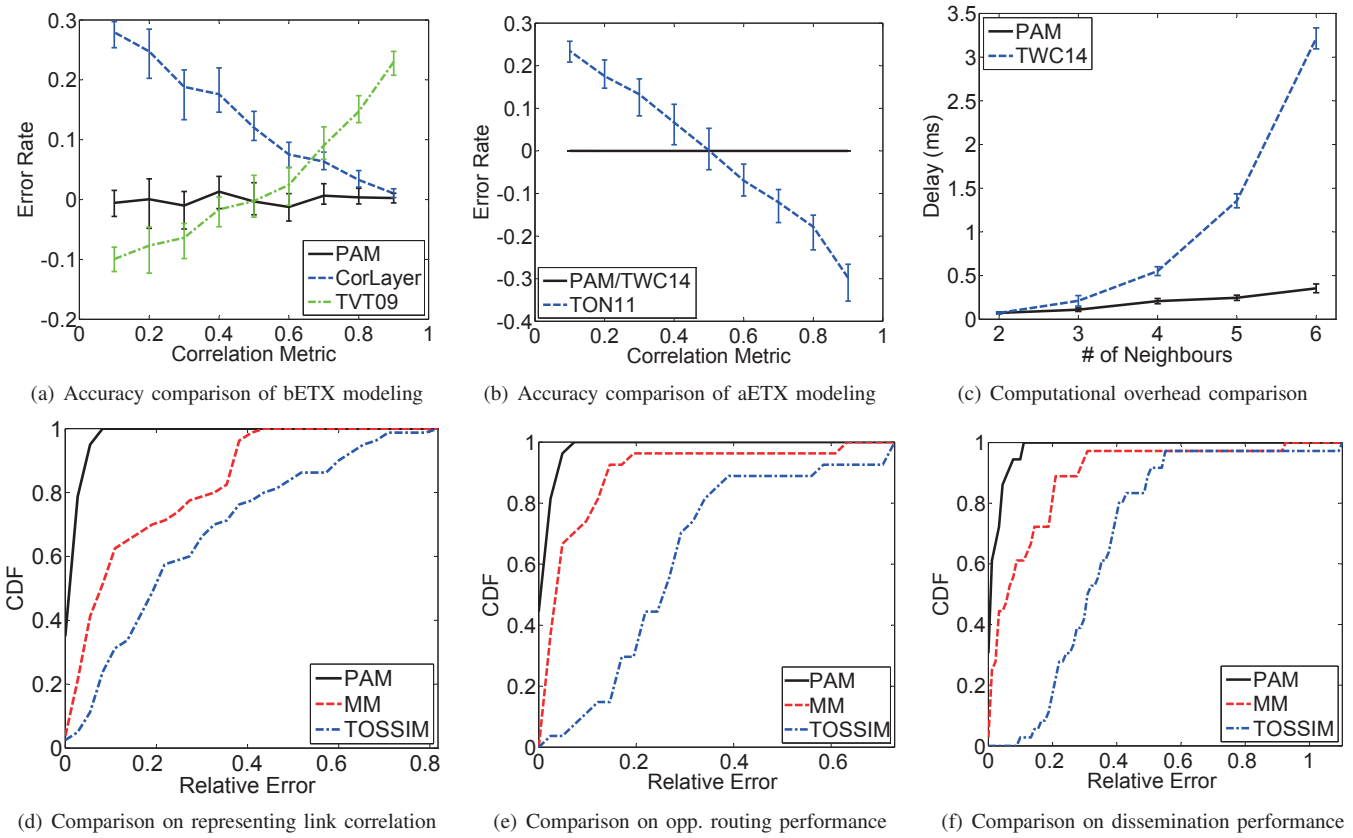 0.3
0.2
0.1
0
-0.1
-0.2
Error Rate
0 0.2 0.4 0.6 0.8 1
Correlation Metric
PAM
CorLayer
TVT09
(a) Accuracy comparison of bETX modeling
0.3
0.2
0.1
0
-0.1
-0.2
-0.3
-0.4
Error Rate
0 0.2 0.4 0.6 0.8 1
Correlation Metric
PAM/TWC14
TON11
(b) Accuracy comparison of aETX modeling
3.5
3
2.5
2
1.5
1
0.5
0
Delay (ms)
2 3 4 5 6
# of Neighbours
PAM
TWC14
(c) Computational overhead comparison
1
0.8
0.6
0.4
0.2
0
CDF
0 0.2 0.4 0.6 0.8
Relative Error
PAM
MM
TOSSIM
(d) Comparison on representing link correlation
1
0.8
0.6
0.4
0.2
0
CDF
0 0.2 0.4 0.6
Relative Error
PAM
MM
TOSSIM
(e) Comparison on opp. routing performance
1
0.8
0.6
0.4
0.2
0
CDF
0 0.2 0.4 0.6 0.8 1
Relative Error
PAM
MM
TOSSIM
(f) Comparison on dissemination performance